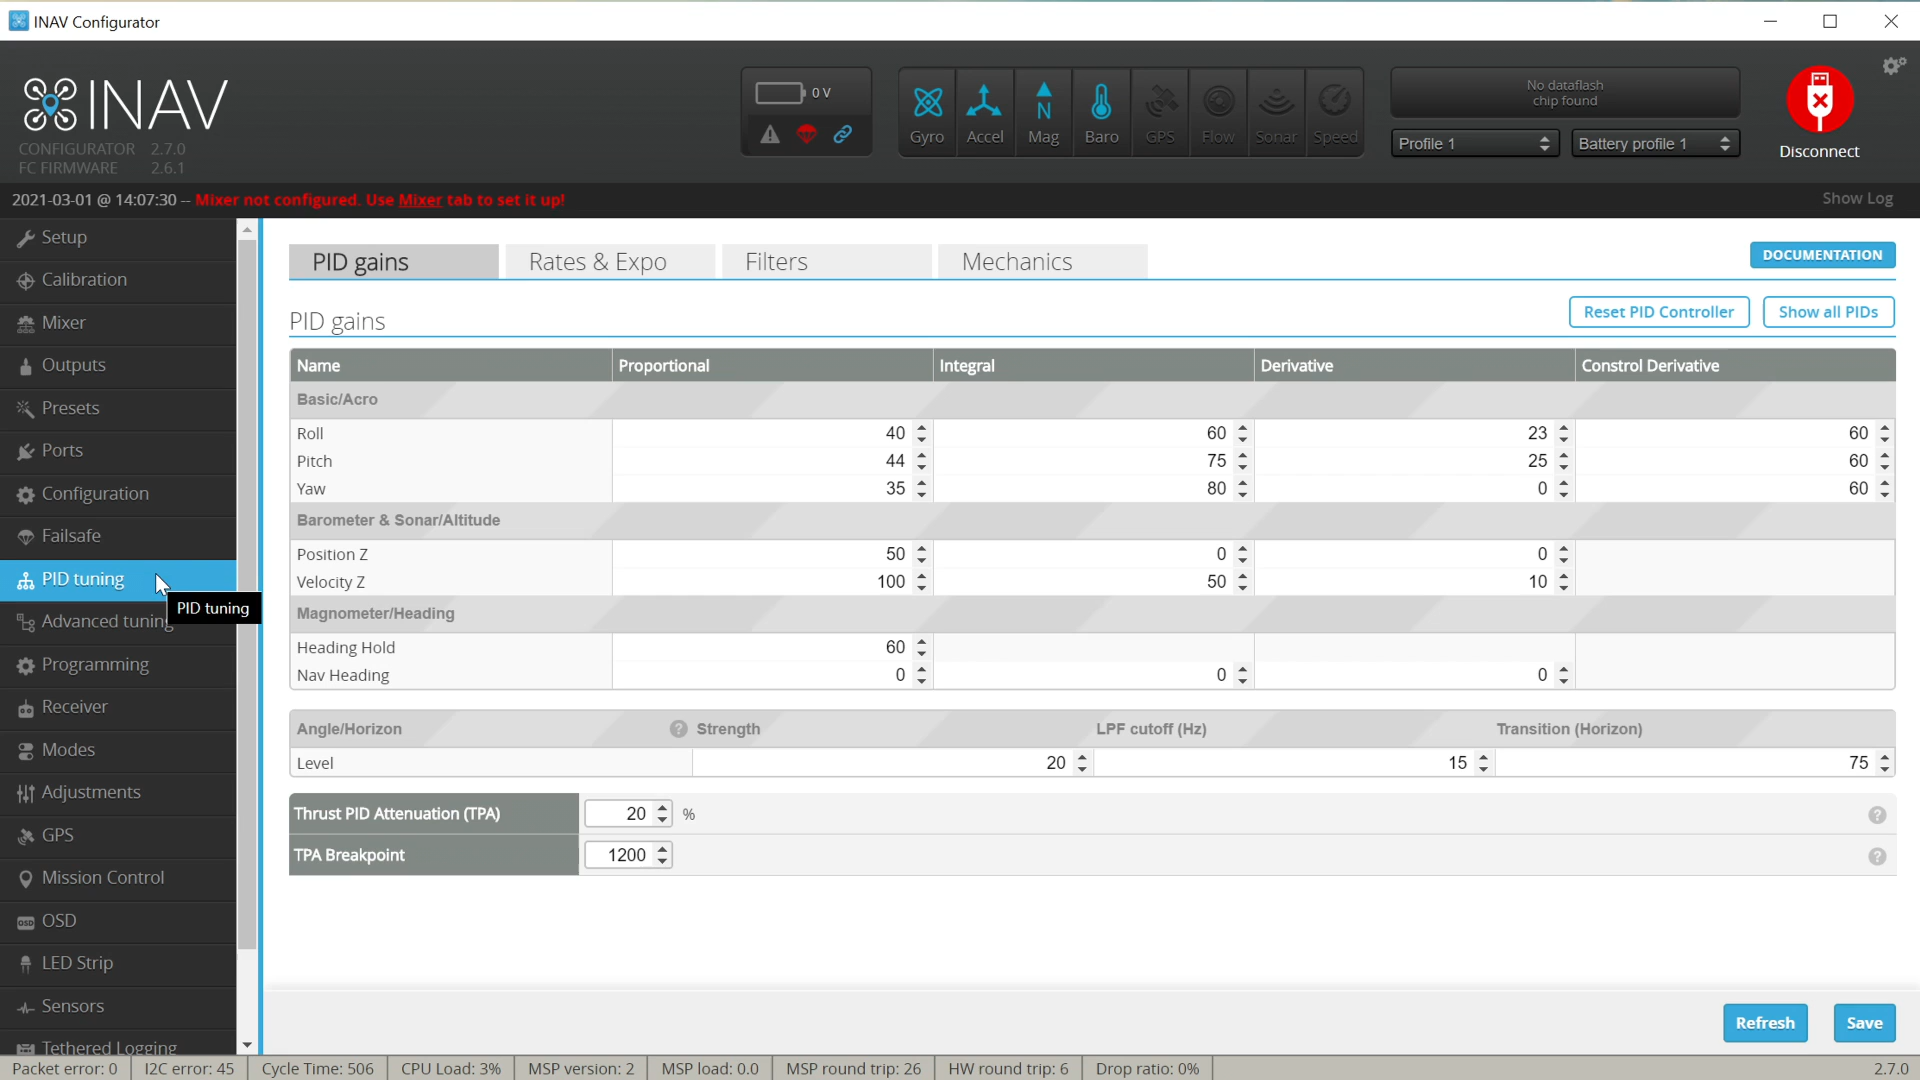 INAV Configurator
INAV
CONFIGURATOR 2.7.0
FC FIRMWARE 2.6.1
0 V
Gyro Accel Mag Baro GPS Flow Sonar Speed
No dataflash
chip found
Profile 1 Battery profile 1
Disconnect
2021-03-01 @ 14:07:30 -- Mixer not configured. Use Mixer tab to set it up!
Show Log
Setup
Calibration
Mixer
Outputs
Presets
Ports
Configuration
Failsafe
PID tuning
PID tuning
Advanced tuning
Programming
Receiver
Modes
Adjustments
GPS
Mission Control
OSD
LED Strip
Sensors
Tethered Logging
PID gains Rates & Expo Filters Mechanics
DOCUMENTATION
PID gains
Reset PID Controller Show all PIDs
Name Proportional Integral Derivative Constrol Derivative
Basic/Acro
Roll 40 60 23 60
Pitch 44 75 25 60
Yaw 35 80 0 60
Barometer & Sonar/Altitude
Position Z 50 0 0
Velocity Z 100 50 10
Magnometer/Heading
Heading Hold 60
Nav Heading 0 0 0
Angle/Horizon ? Strength LPF cutoff (Hz) Transition (Horizon)
Level 20 15 75
Thrust PID Attenuation (TPA) 20 % ?
TPA Breakpoint 1200 ?
Refresh Save
Packet error: 0 I2C error: 45 Cycle Time: 506 CPU Load: 3% MSP version: 2 MSP load: 0.0 MSP round trip: 26 HW round trip: 6 Drop ratio: 0% 2.7.0